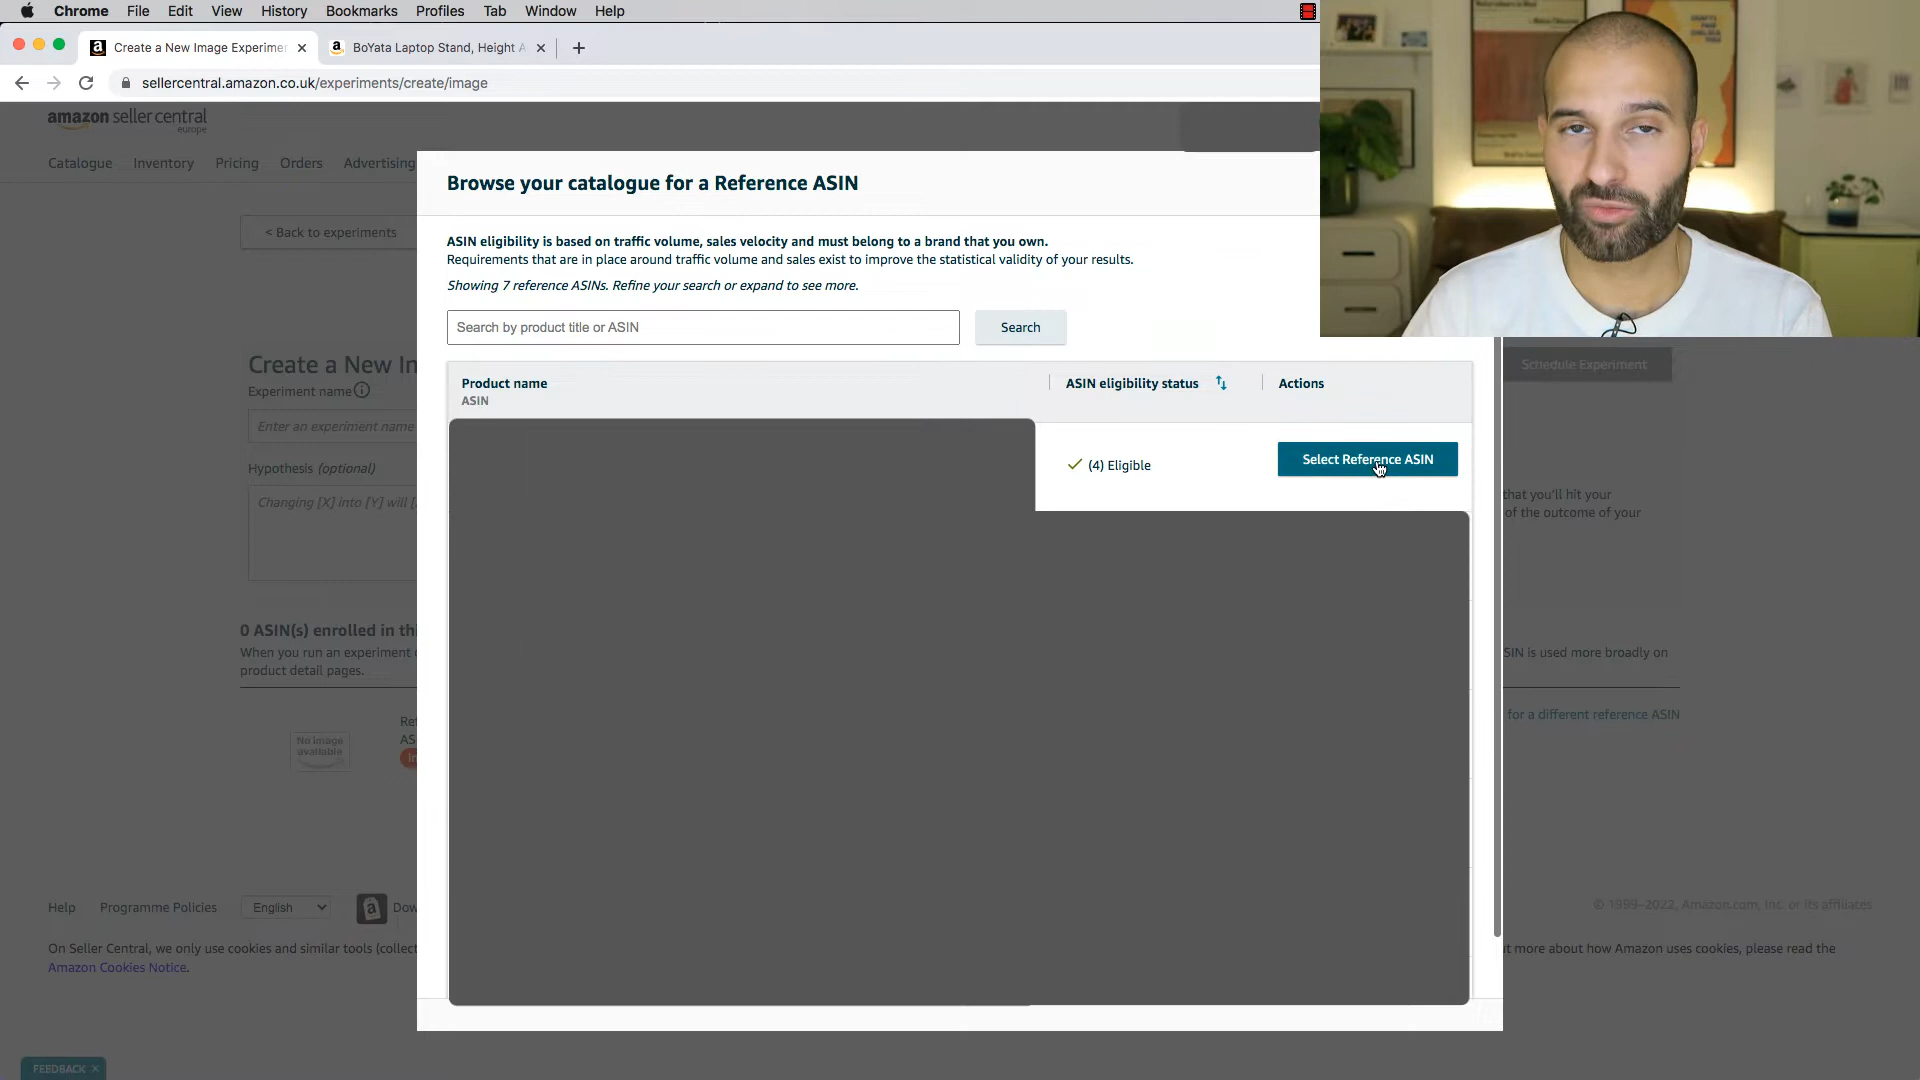 Chrome File Edit View History Bookmarks Profiles Tab Window Help
Create a New Image Experime
BoYata Laptop Stand, Height A
sellercentral.amazon.co.uk/experiments/create/image
amazon seller central
europe
Catalogue Inventory Pricing Orders Advertising
< Back to experiments
Create a New In
Schedule Experiment
Experiment name
Enter an experiment name
Hypothesis (optional)
Changing [X] into [Y] will [
that you'll hit your
of the outcome of your
0 ASIN(s) enrolled in thi
When you run an experiment
SIN is used more broadly on
product detail pages.
for a different reference ASIN
Ref
AS
In
No image
available
Browse your catalogue for a Reference ASIN
ASIN eligibility is based on traffic volume, sales velocity and must belong to a brand that you own.
Requirements that are in place around traffic volume and sales exist to improve the statistical validity of your results.
Showing 7 reference ASINs. Refine your search or expand to see more.
Search by product title or ASIN
Search
Product name
ASIN
ASIN eligibility status
Actions
(4) Eligible
Select Reference ASIN
Help Programme Policies English Dow
© 1999-2022, Amazon.com, Inc. or its affiliates
On Seller Central, we only use cookies and similar tools (collect
t more about how Amazon uses cookies, please read the
Amazon Cookies Notice.
FEEDBACK